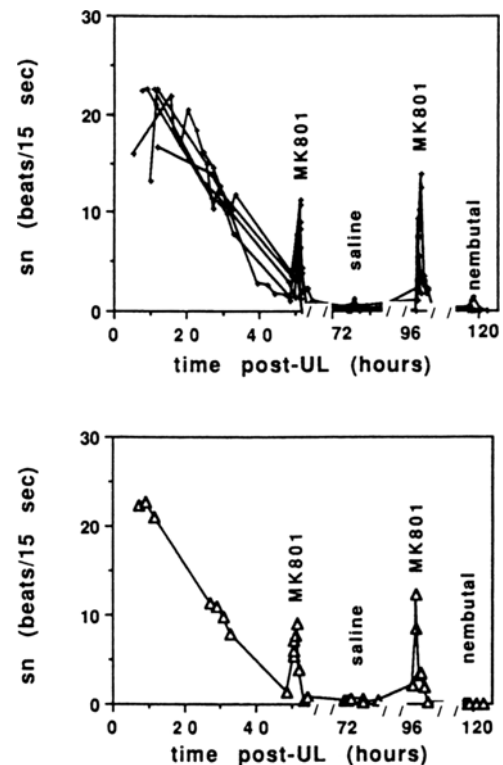 30
20
10
0
sn (beats/15 sec)
MK801
saline
MK801
nembutal
0 20 40 72 96 120
time post-UL (hours)
30
20
10
0
sn (beats/15 sec)
MK801
saline
MK801
nembutal
0 20 40 72 96 120
time post-UL (hours)